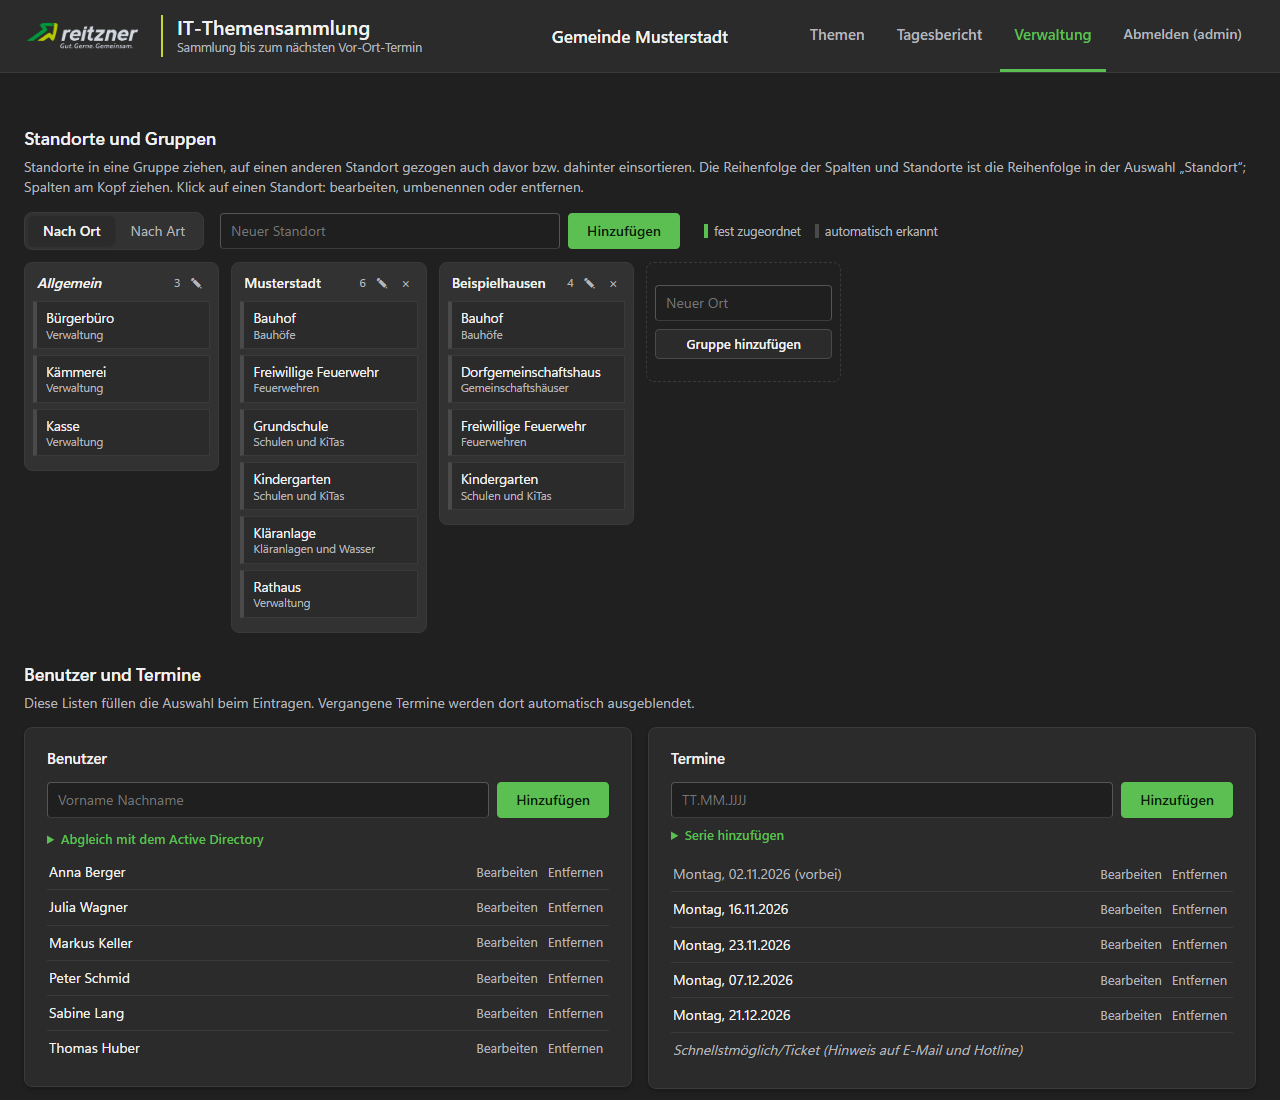 reitzner
Gut. Gerne. Gemeinsam.
IT-Themensammlung
Sammlung bis zum nächsten Vor-Ort-Termin
Gemeinde Musterstadt
Themen
Tagesbericht
Verwaltung
Abmelden (admin)
Standorte und Gruppen
Standorte in eine Gruppe ziehen, auf einen anderen Standort gezogen auch davor bzw. dahinter einsortieren. Die Reihenfolge der Spalten und Standorte ist die Reihenfolge in der Auswahl „Standort“;
Spalten am Kopf ziehen. Klick auf einen Standort: bearbeiten, umbenennen oder entfernen.
Nach Ort
Nach Art
Neuer Standort
Hinzufügen
fest zugeordnet
automatisch erkannt
Allgemein 3
Bürgerbüro
Verwaltung
Kämmerei
Verwaltung
Kasse
Verwaltung
Musterstadt 6 ×
Bauhof
Bauhöfe
Freiwillige Feuerwehr
Feuerwehren
Grundschule
Schulen und KiTas
Kindergarten
Schulen und KiTas
Kläranlage
Kläranlagen und Wasser
Rathaus
Verwaltung
Beispielhausen 4 ×
Bauhof
Bauhöfe
Dorfgemeinschaftshaus
Gemeinschaftshäuser
Freiwillige Feuerwehr
Feuerwehren
Kindergarten
Schulen und KiTas
Neuer Ort
Gruppe hinzufügen
Benutzer und Termine
Diese Listen füllen die Auswahl beim Eintragen. Vergangene Termine werden dort automatisch ausgeblendet.
Benutzer
Vorname Nachname
Hinzufügen
Abgleich mit dem Active Directory
Anna Berger Bearbeiten Entfernen
Julia Wagner Bearbeiten Entfernen
Markus Keller Bearbeiten Entfernen
Peter Schmid Bearbeiten Entfernen
Sabine Lang Bearbeiten Entfernen
Thomas Huber Bearbeiten Entfernen
Termine
TT.MM.JJJJ
Hinzufügen
Serie hinzufügen
Montag, 02.11.2026 (vorbei) Bearbeiten Entfernen
Montag, 16.11.2026 Bearbeiten Entfernen
Montag, 23.11.2026 Bearbeiten Entfernen
Montag, 07.12.2026 Bearbeiten Entfernen
Montag, 21.12.2026 Bearbeiten Entfernen
Schnellstmöglich/Ticket (Hinweis auf E-Mail und Hotline)